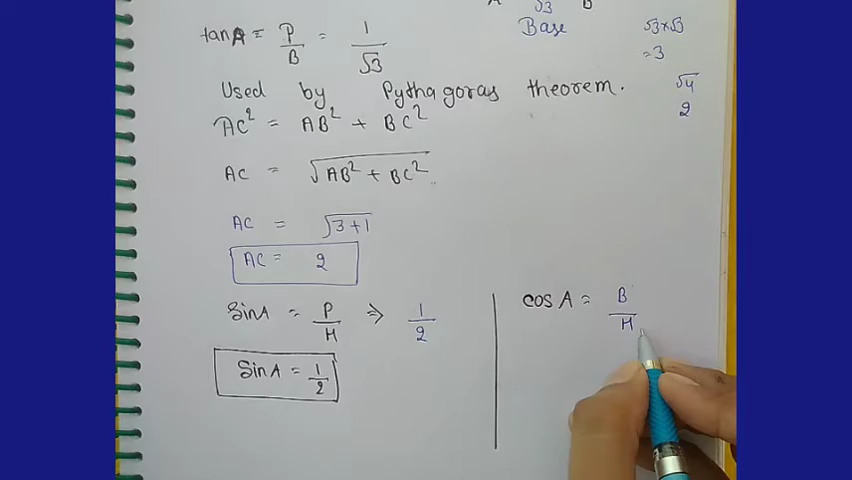 A √3 B
tanA = P/B = 1/√3
Base
√3×√3
=3
Used by Pythagoras theorem.
√4
2
AC² = AB² + BC²
AC = √AB² + BC²
AC = √3+1
AC = 2
SinA = P/H ⇒ 1/2
SinA = 1/2
cos A = B/H